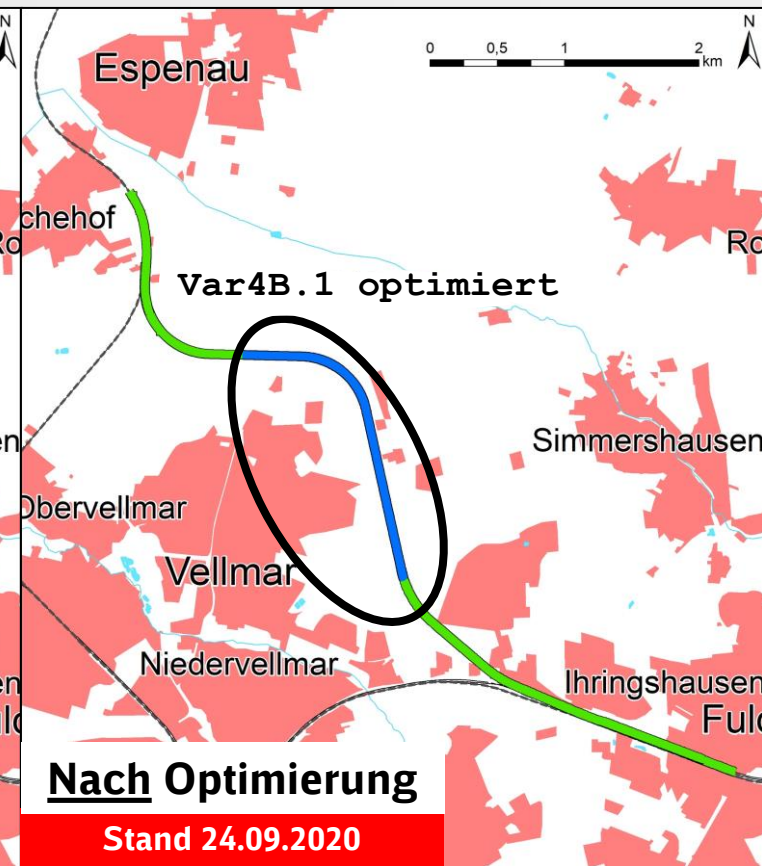 N
N
0 0,5 1 2
km
Espenau
chehof
Ro
Ro
Var4B.1 optimiert
en
Simmershausen
Obervellmar
Vellmar
Niedervellmar
en
Ihringshausen
Fuld
Nach Optimierung
Stand 24.09.2020